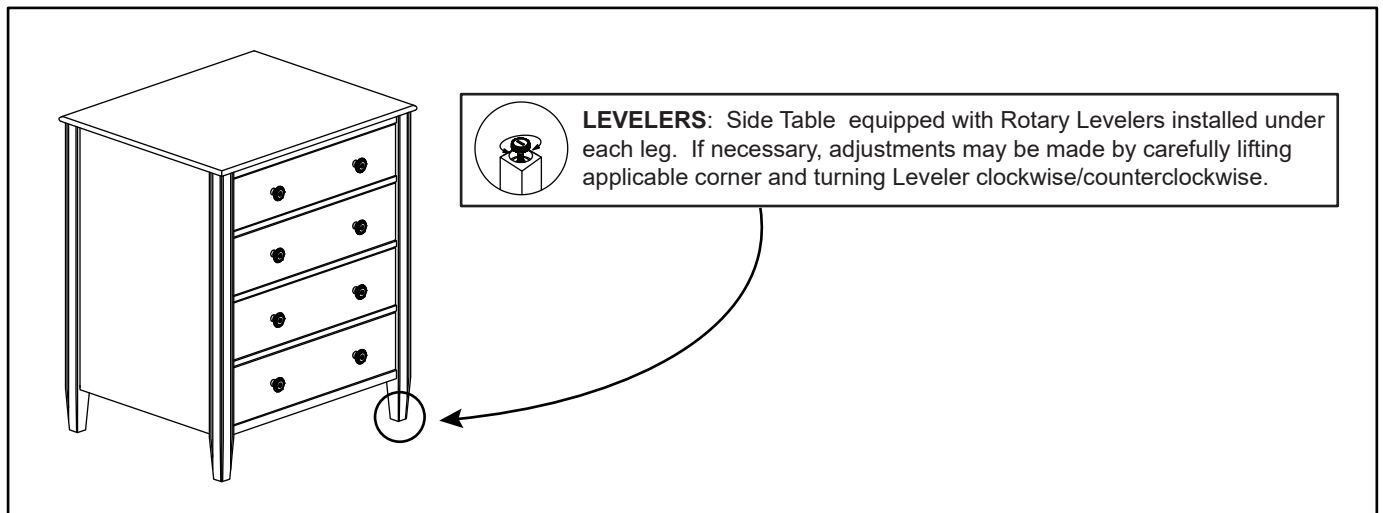 LEVELERS: Side Table equipped with Rotary Levelers installed under
each leg. If necessary, adjustments may be made by carefully lifting
applicable corner and turning Leveler clockwise/counterclockwise.